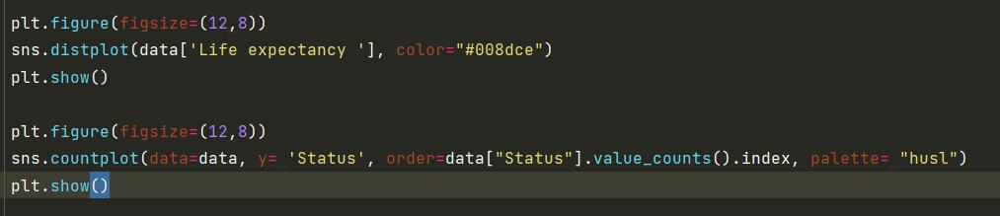 plt.figure(figsize=(12,8))
sns.distplot(data['Life expectancy '], color="#008dce")
plt.show()
plt.figure(figsize=(12,8))
sns.countplot(data=data, y= 'Status', order=data["Status"].value_counts().index, palette= "husl")
plt.show()